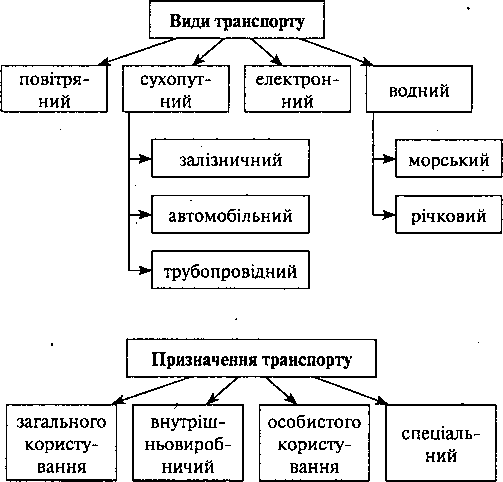 Види транспорту
повітря-
ний
сухопут-
ний
електрон-
ний
водний
залізничний
морський
автомобільний
річковий
трубопровідний
Призначення транспорту
загального
користу-
вання
внутріш-
ньовироб-
ничий
особистого
користу-
вання
спеціаль-
ний